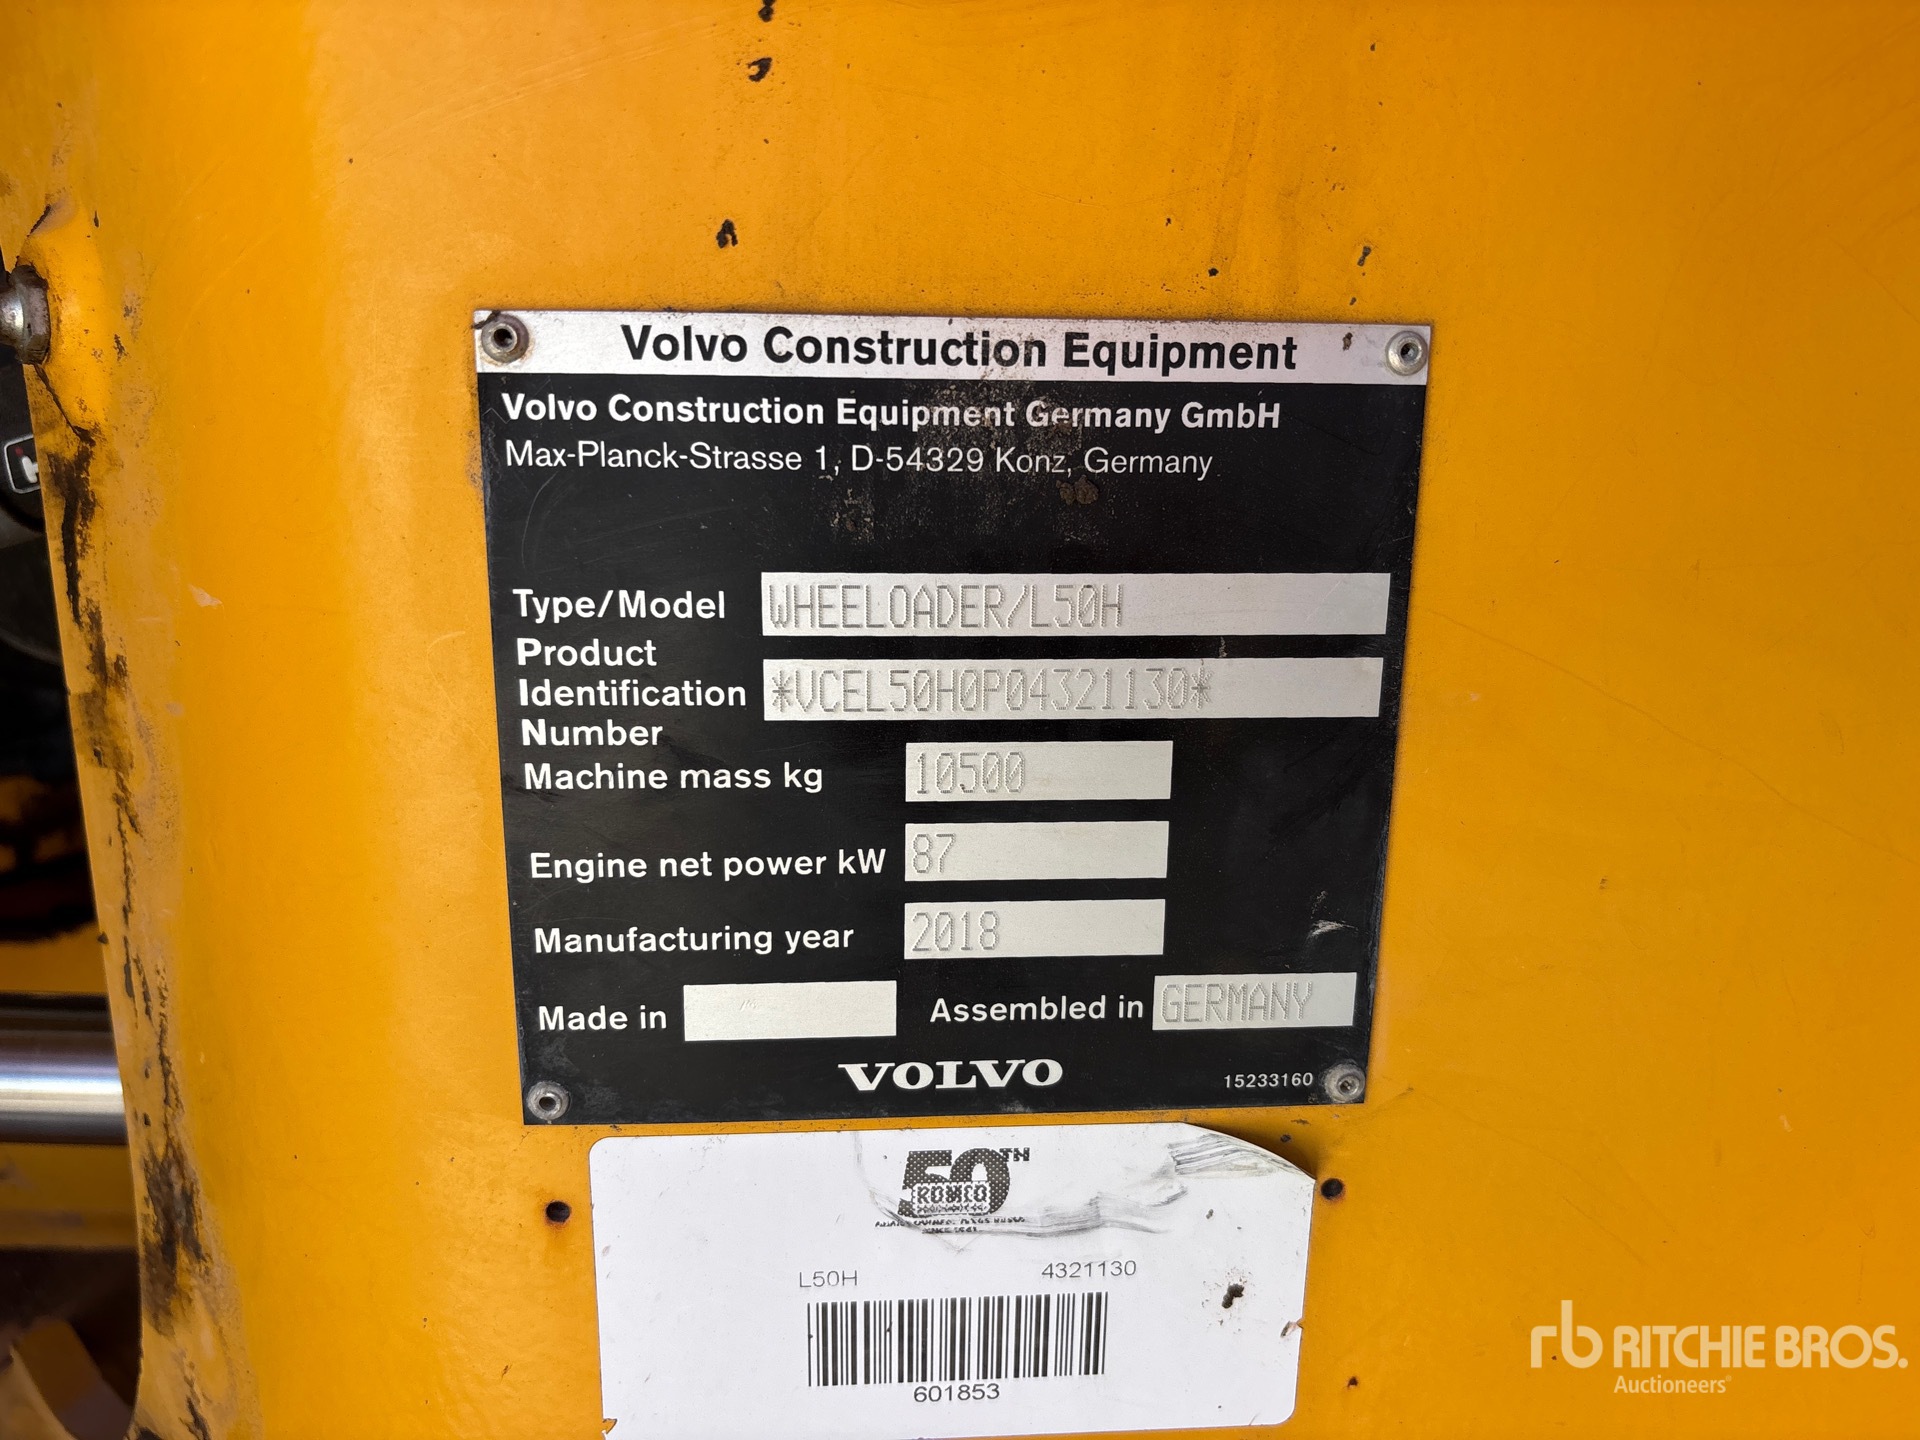 Volvo Construction Equipment
Volvo Construction Equipment Germany GmbH
Max-Planck-Strasse 1, D-54329 Konz, Germany
Type/Model WHEELOADER/L50H
Product
Identification *VCEL50H0P04321130*
Number
Machine mass kg 10500
Engine net power kW 87
Manufacturing year 2018
Made in Assembled in GERMANY
VOLVO 15233160
50TH
ROMCO
L50H 4321130
601853
rb RITCHIE BROS.
Auctioneers